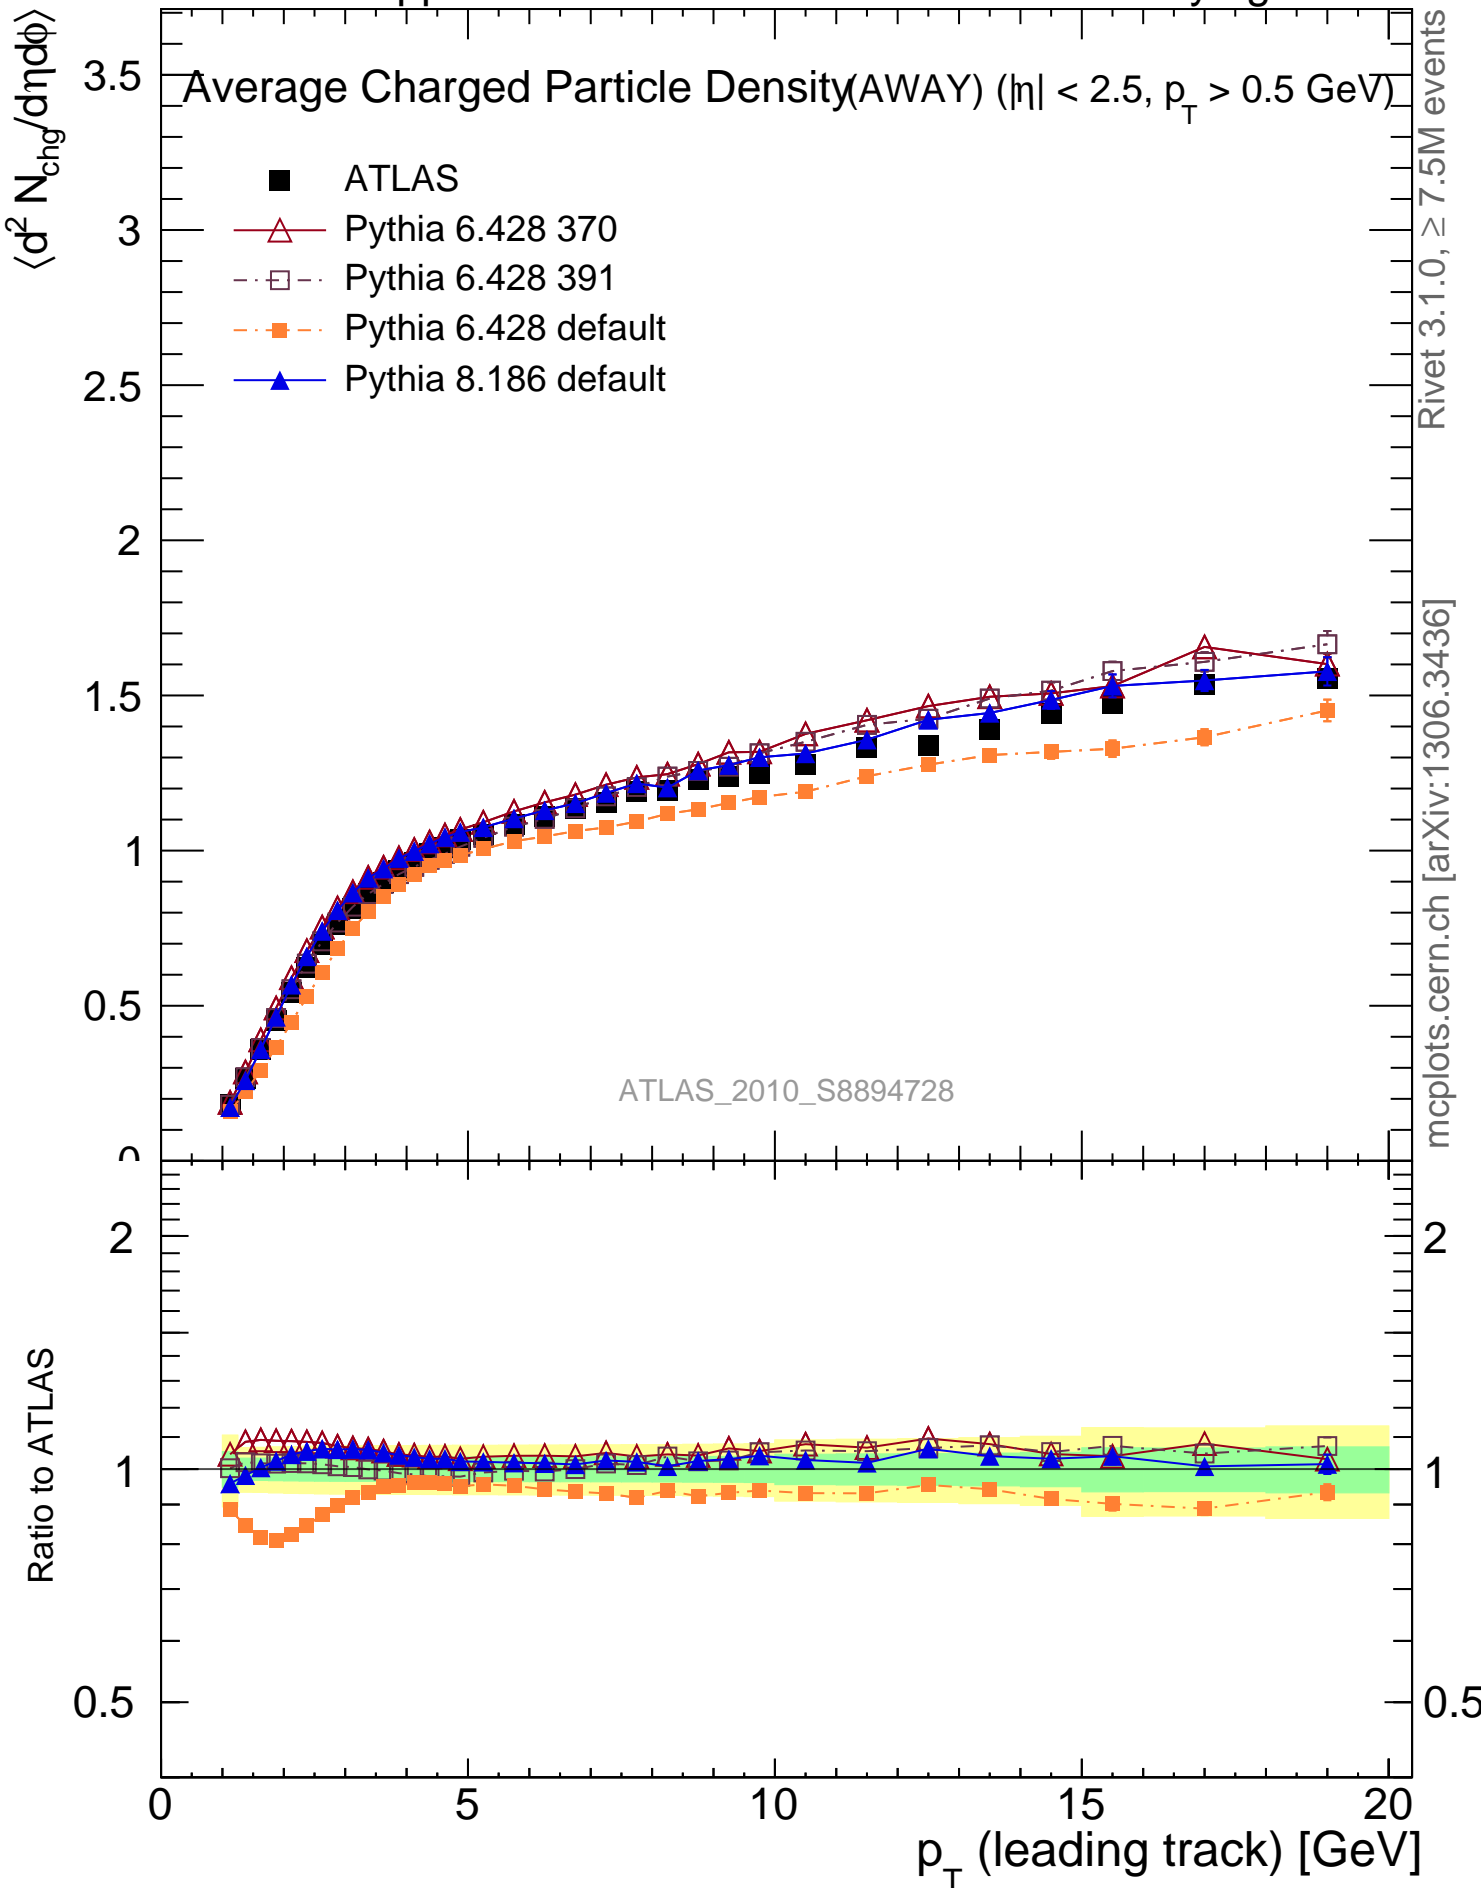 Average Charged Particle Density (AWAY) (|η| < 2.5, p_T > 0.5 GeV)
⟨d² N_chg/dηdϕ⟩
ATLAS
Pythia 6.428 370
Pythia 6.428 391
Pythia 6.428 default
Pythia 8.186 default
3.5
3
2.5
2
1.5
1
0.5
0
ATLAS_2010_S8894728
Rivet 3.1.0, ≥ 7.5M events
mcplots.cern.ch [arXiv:1306.3436]
Ratio to ATLAS
2
1
0.5
2
1
0.5
0 5 10 15 20
p_T (leading track) [GeV]